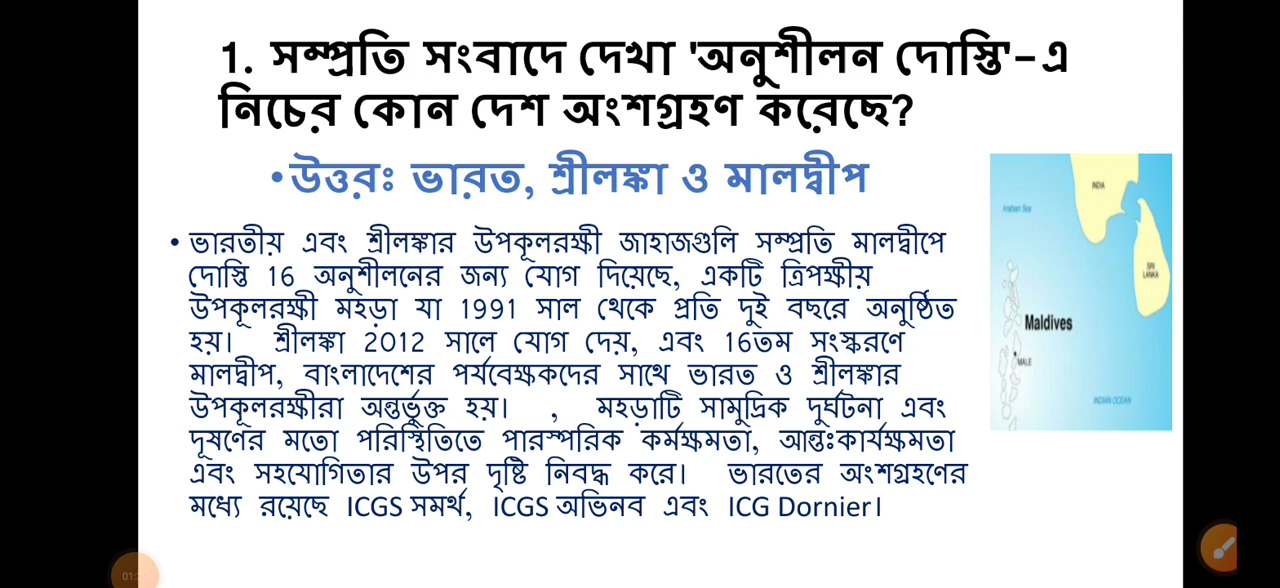 1. সম্প্রতি সংবাদে দেখা 'অনুশীলন দোস্তি'-এ
নিচের কোন দেশ অংশগ্রহণ করেছে?
•উত্তরঃ ভারত, শ্রীলঙ্কা ও মালদ্বীপ
• ভারতীয় এবং শ্রীলঙ্কার উপকূলরক্ষী জাহাজগুলি সম্প্রতি মালদ্বীপে
দোস্তি 16 অনুশীলনের জন্য যোগ দিয়েছে, একটি ত্রিপক্ষীয়
উপকূলরক্ষী মহড়া যা 1991 সাল থেকে প্রতি দুই বছরে অনুষ্ঠিত
হয়। শ্রীলঙ্কা 2012 সালে যোগ দেয়, এবং 16তম সংস্করণে
মালদ্বীপ, বাংলাদেশের পর্যবেক্ষকদের সাথে ভারত ও শ্রীলঙ্কার
উপকূলরক্ষীরা অন্তর্ভুক্ত হয়। , মহড়াটি সামুদ্রিক দুর্ঘটনা এবং
দূষণের মতো পরিস্থিতিতে পারস্পরিক কর্মক্ষমতা, আন্তঃকার্যক্ষমতা
এবং সহযোগিতার উপর দৃষ্টি নিবদ্ধ করে। ভারতের অংশগ্রহণের
মধ্যে রয়েছে ICGS সমর্থ, ICGS অভিনব এবং ICG Dornier।
INDIA
Arabian Sea
SRI
LANKA
Maldives
MALE
INDIAN OCEAN